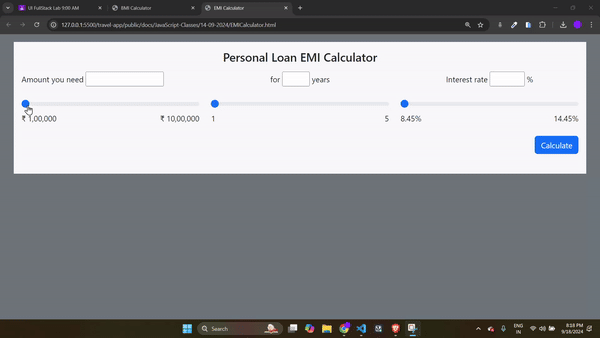 UI FullStack Lab 9:00 AM
BMI Calculator
EMI Calculator
127.0.0.1:5500/travel-app/public/docs/JavaScript-Classes/14-09-2024/EMICalculator.html
Personal Loan EMI Calculator
Amount you need for years Interest rate %
₹ 1,00,000 ₹ 10,00,000 1 5 8.45% 14.45%
Calculate
Search
ENG
IN
8:18 PM
9/18/2024